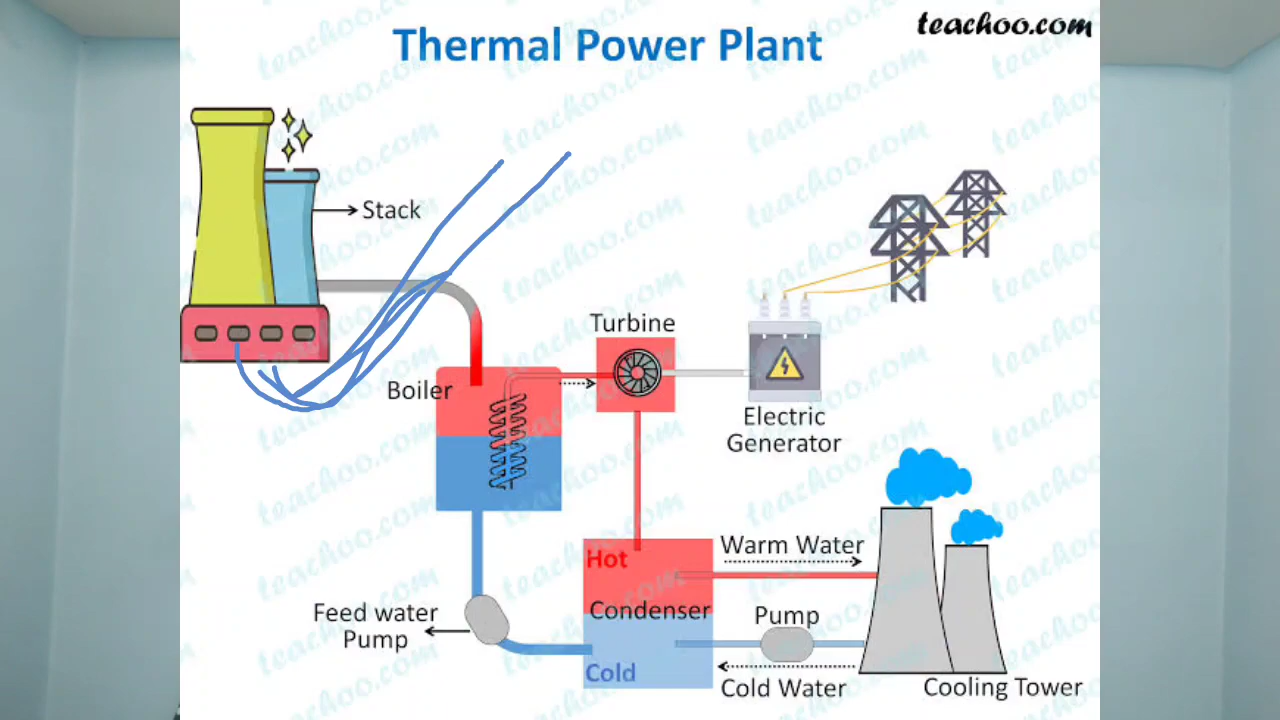 teachoo.com
Thermal Power Plant
Stack
Turbine
Boiler
Electric
Generator
Hot
Warm Water
Condenser
Feed water
Pump
Pump
Cold
Cold Water
Cooling Tower